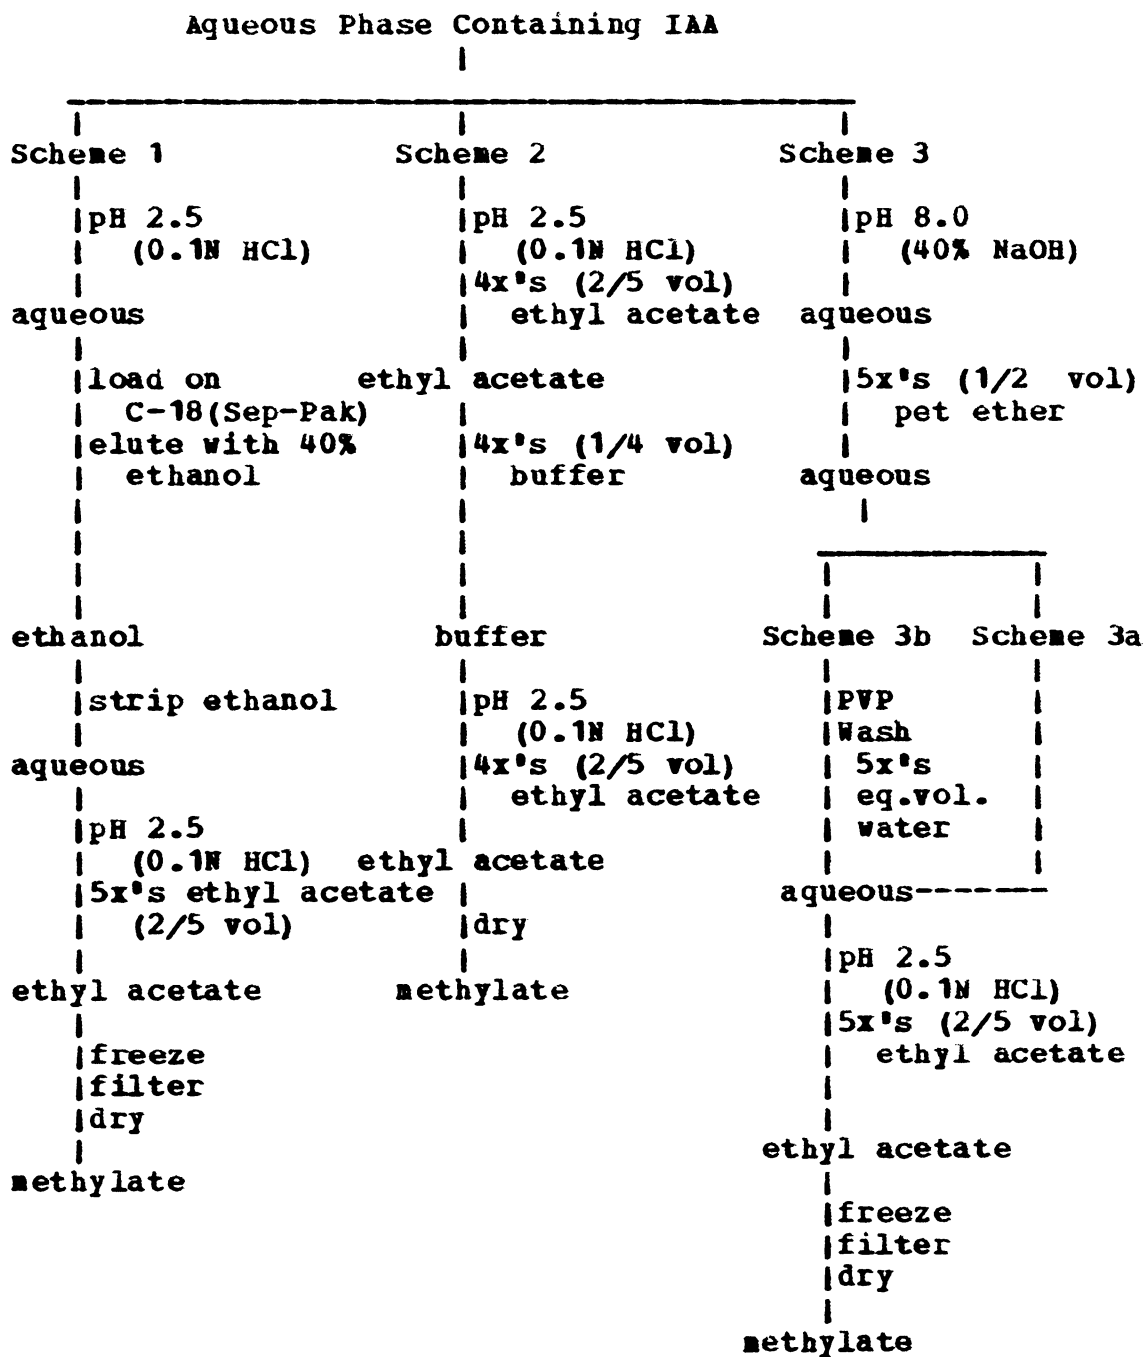 Aqueous Phase Containing IAA
Scheme 1 Scheme 2 Scheme 3
pH 2.5 pH 2.5 pH 8.0
(0.1N HCl) (0.1N HCl) (40% NaOH)
4x's (2/5 vol)
aqueous ethyl acetate aqueous
load on ethyl acetate 5x's (1/2 vol)
C-18(Sep-Pak) pet ether
elute with 40% 4x's (1/4 vol)
ethanol buffer aqueous
ethanol buffer Scheme 3b Scheme 3a
strip ethanol pH 2.5 PVP
(0.1N HCl) Wash
aqueous 4x's (2/5 vol) 5x's
ethyl acetate eq.vol.
pH 2.5 water
(0.1N HCl) ethyl acetate
5x's ethyl acetate aqueous
(2/5 vol) dry
pH 2.5
ethyl acetate methylate (0.1N HCl)
5x's (2/5 vol)
freeze ethyl acetate
filter
dry
ethyl acetate
methylate
freeze
filter
dry
methylate